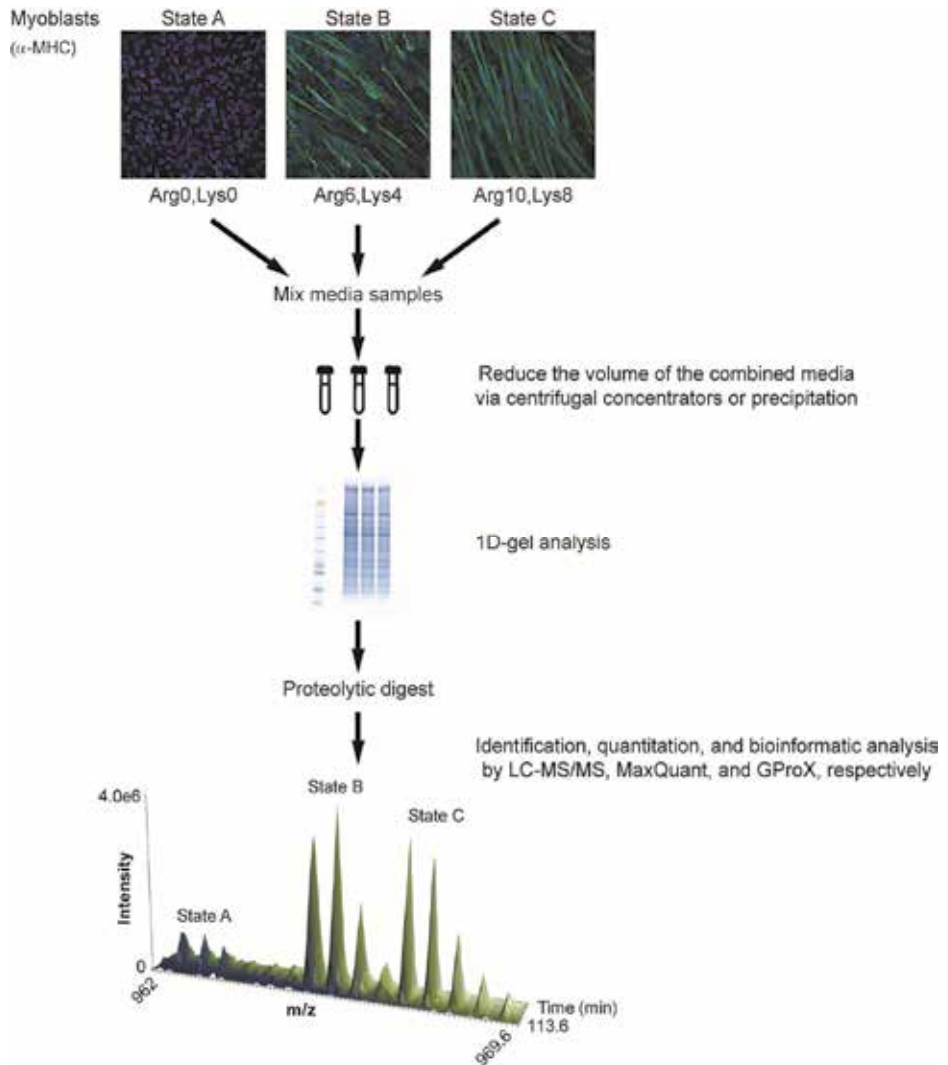 Myoblasts
(α-MHC)
State A
State B
State C
Arg0,Lys0
Arg6,Lys4
Arg10,Lys8
Mix media samples
Reduce the volume of the combined media
via centrifugal concentrators or precipitation
1D-gel analysis
Proteolytic digest
Identification, quantitation, and bioinformatic analysis
by LC-MS/MS, MaxQuant, and GProX, respectively
State B
State C
4.0e6
Intensity
State A
0
962
m/z
Time (min)
113.6
969.6